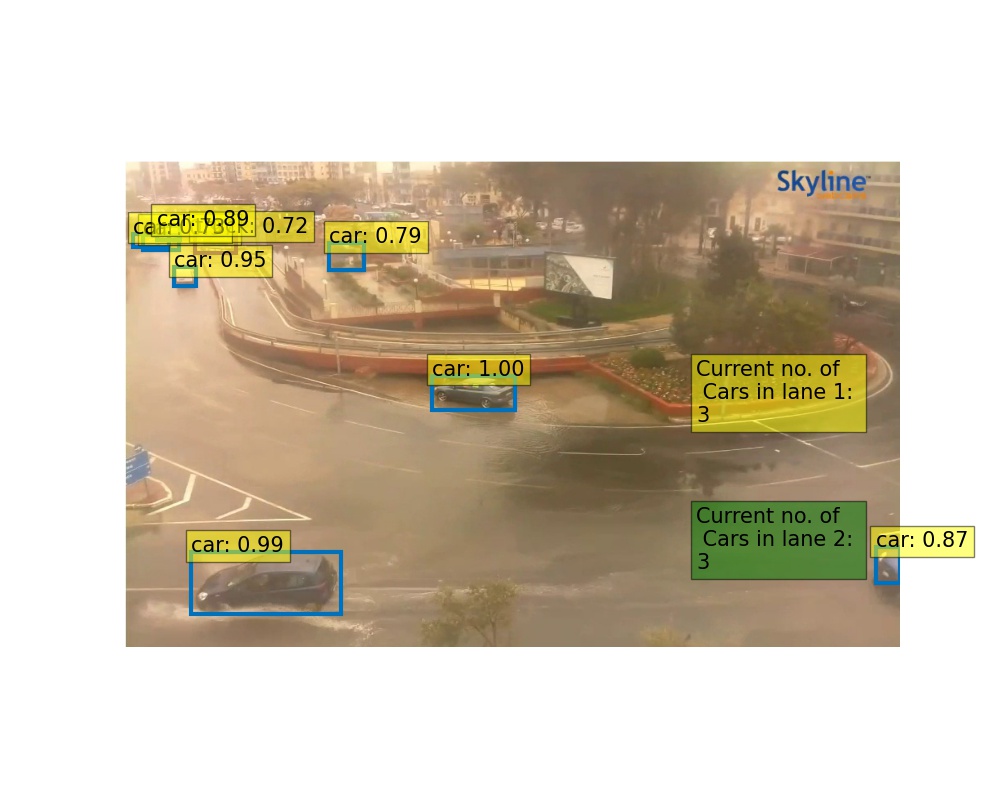 Skyline
car: 0.89
: 0.72
car: 0.79
car: 0.95
car: 1.00
Current no. of
Cars in lane 1:
3
Current no. of
Cars in lane 2:
3
car: 0.87
car: 0.99